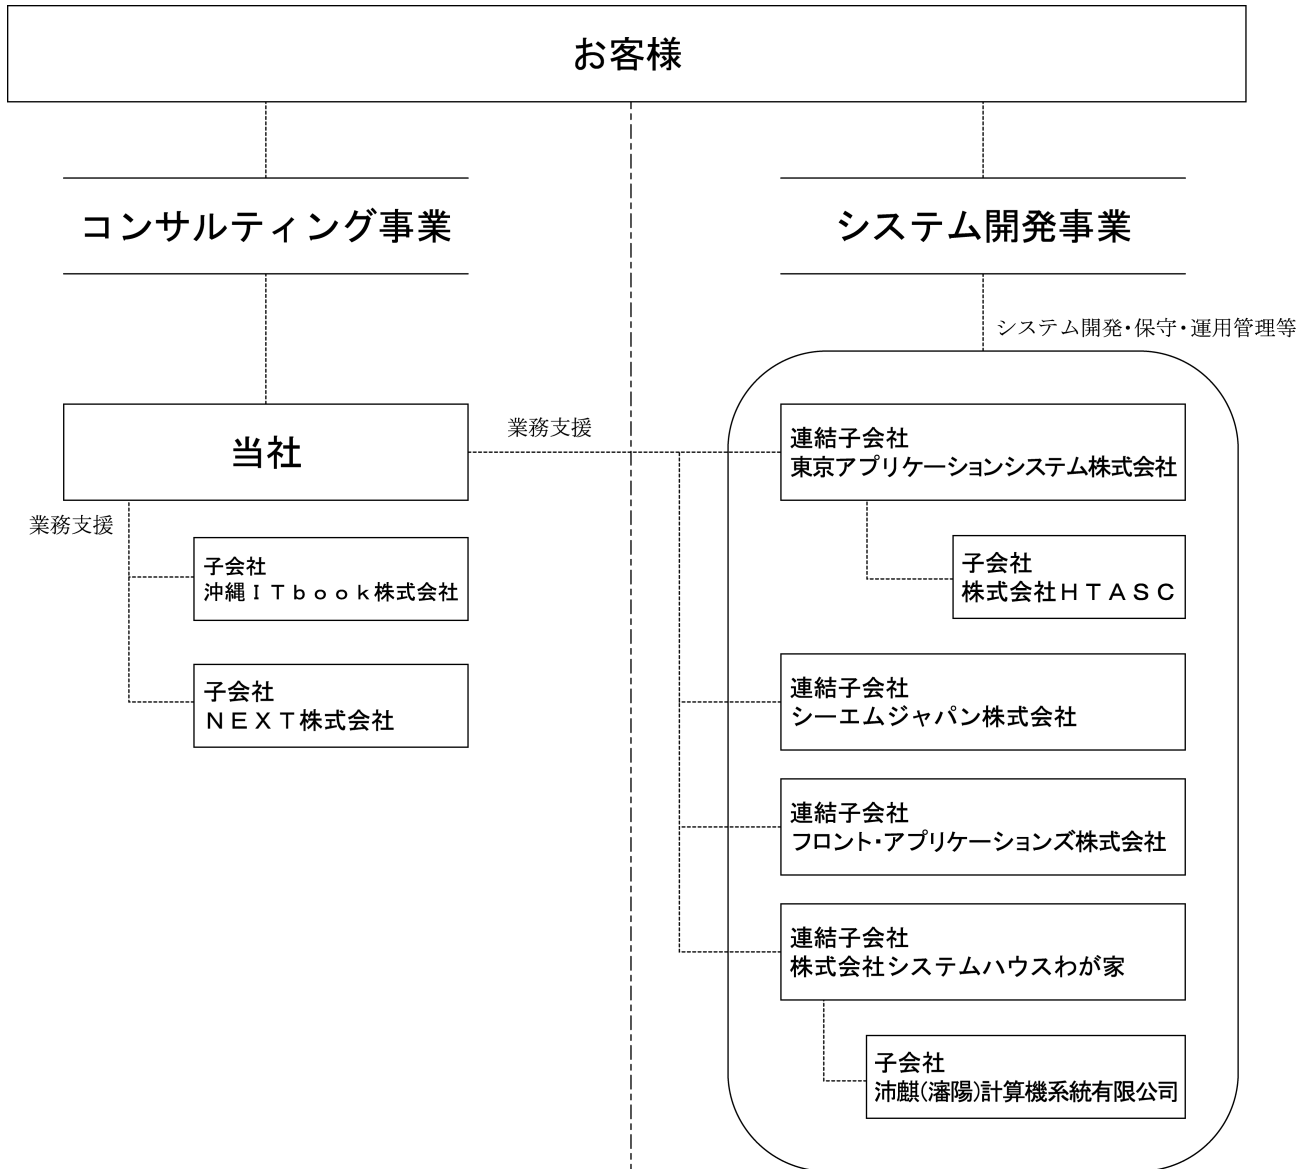 お客様
コンサルティング事業
システム開発事業
システム開発・保守・運用管理等
当社
業務支援
業務支援
子会社
沖縄ＩＴｂｏｏｋ株式会社
子会社
ＮＥＸＴ株式会社
連結子会社
東京アプリケーションシステム株式会社
子会社
株式会社ＨＴＡＳＣ
連結子会社
シーエムジャパン株式会社
連結子会社
フロント・アプリケーションズ株式会社
連結子会社
株式会社システムハウスわが家
子会社
沛麒(瀋陽)計算機系統有限公司